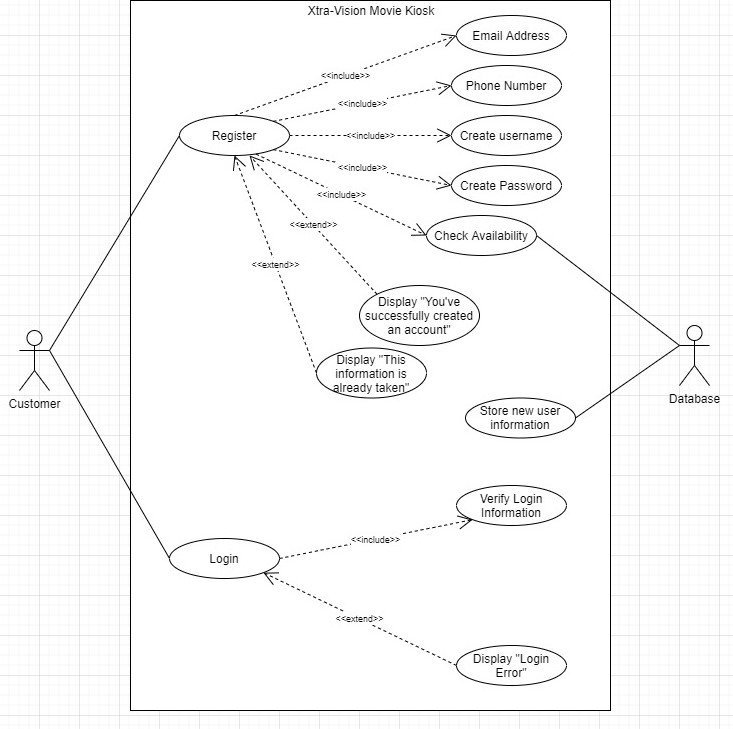 Xtra-Vision Movie Kiosk
Email Address
<<include>>
Phone Number
<<include>>
Register
<<include>>
Create username
<<include>>
Create Password
<<include>>
<<extend>>
Check Availability
<<extend>>
Display "You've
successfully created
an account"
Display "This
information is
already taken"
Customer
Database
Store new user
information
Verify Login
Information
<<include>>
Login
<<extend>>
Display "Login
Error"